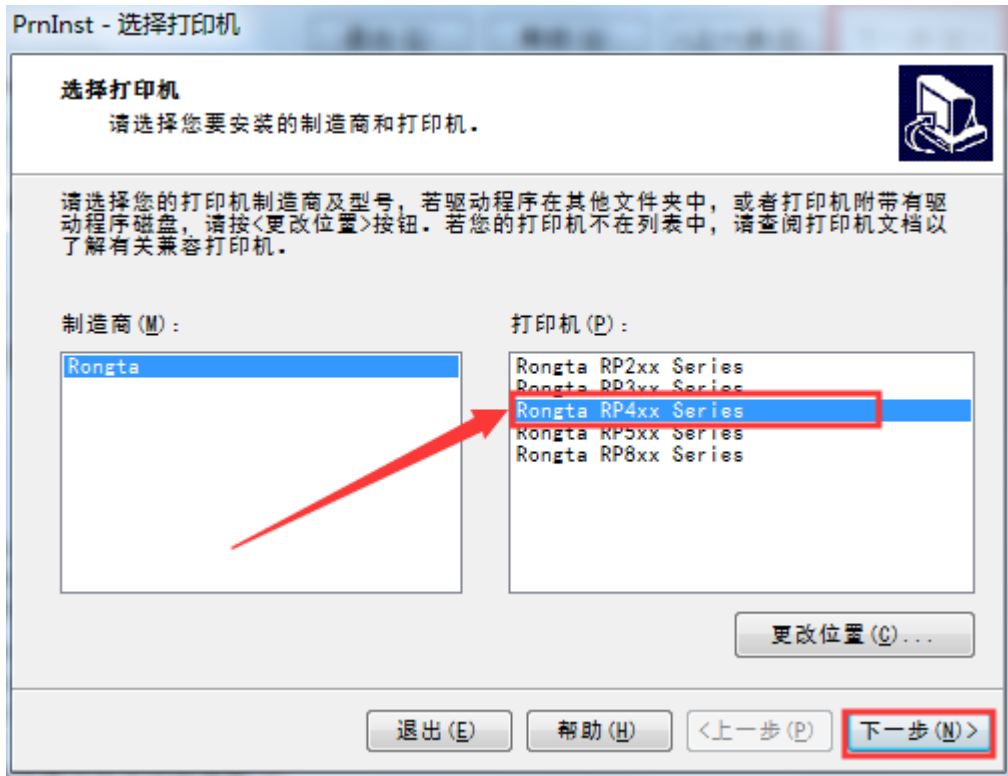 PrnInst - 选择打印机
选择打印机
请选择您要安装的制造商和打印机.
请选择您的打印机制造商及型号, 若驱动程序在其他文件夹中, 或者打印机附带有驱
动程序磁盘, 请按<更改位置>按钮. 若您的打印机不在列表中, 请查阅打印机文档以
了解有关兼容打印机.
制造商(M):
打印机(P):
Rongta
Rongta RP2xx Series
Rongta RP3xx Series
Rongta RP4xx Series
Rongta RP5xx Series
Rongta RP8xx Series
更改位置(C)...
退出(E)
帮助(H)
<上一步(P)
下一步(N)>